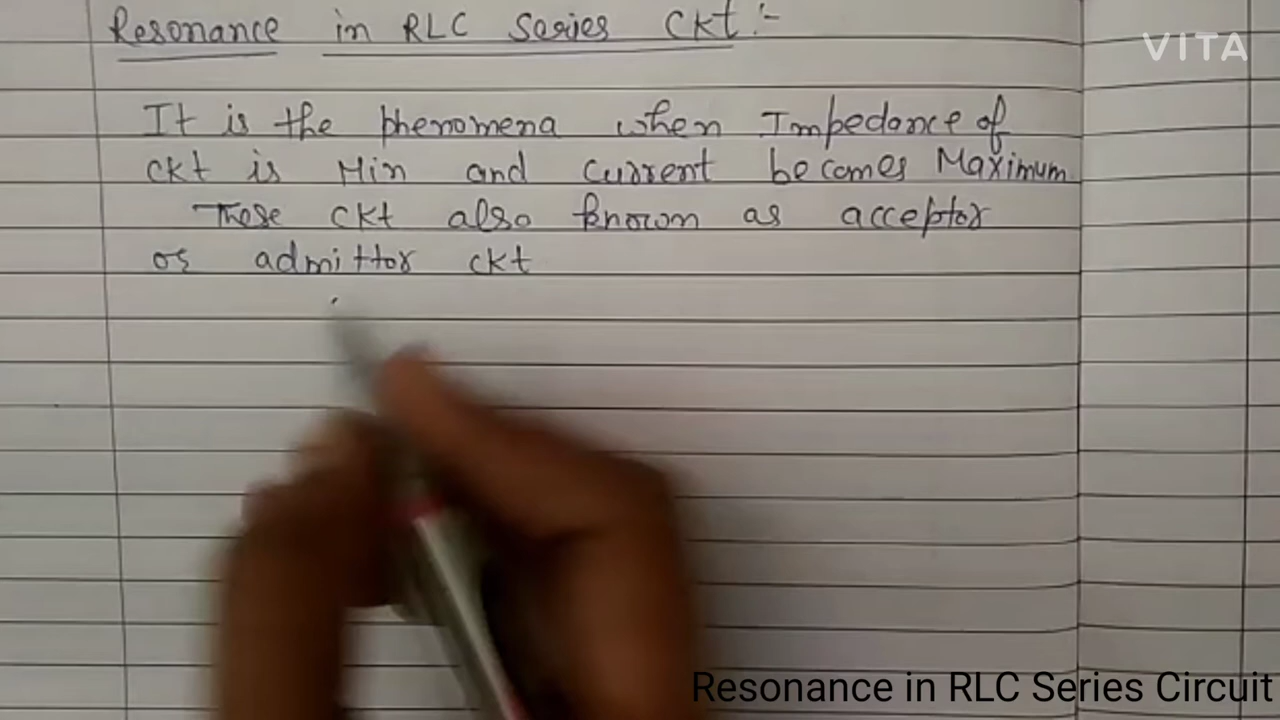 Resonance in RLC Series Ckt :-
VITA
It is the phenomena when Impedance of
ckt is Min and current becomes Maximum
These ckt also known as acceptor
or admittor ckt
Resonance in RLC Series Circuit